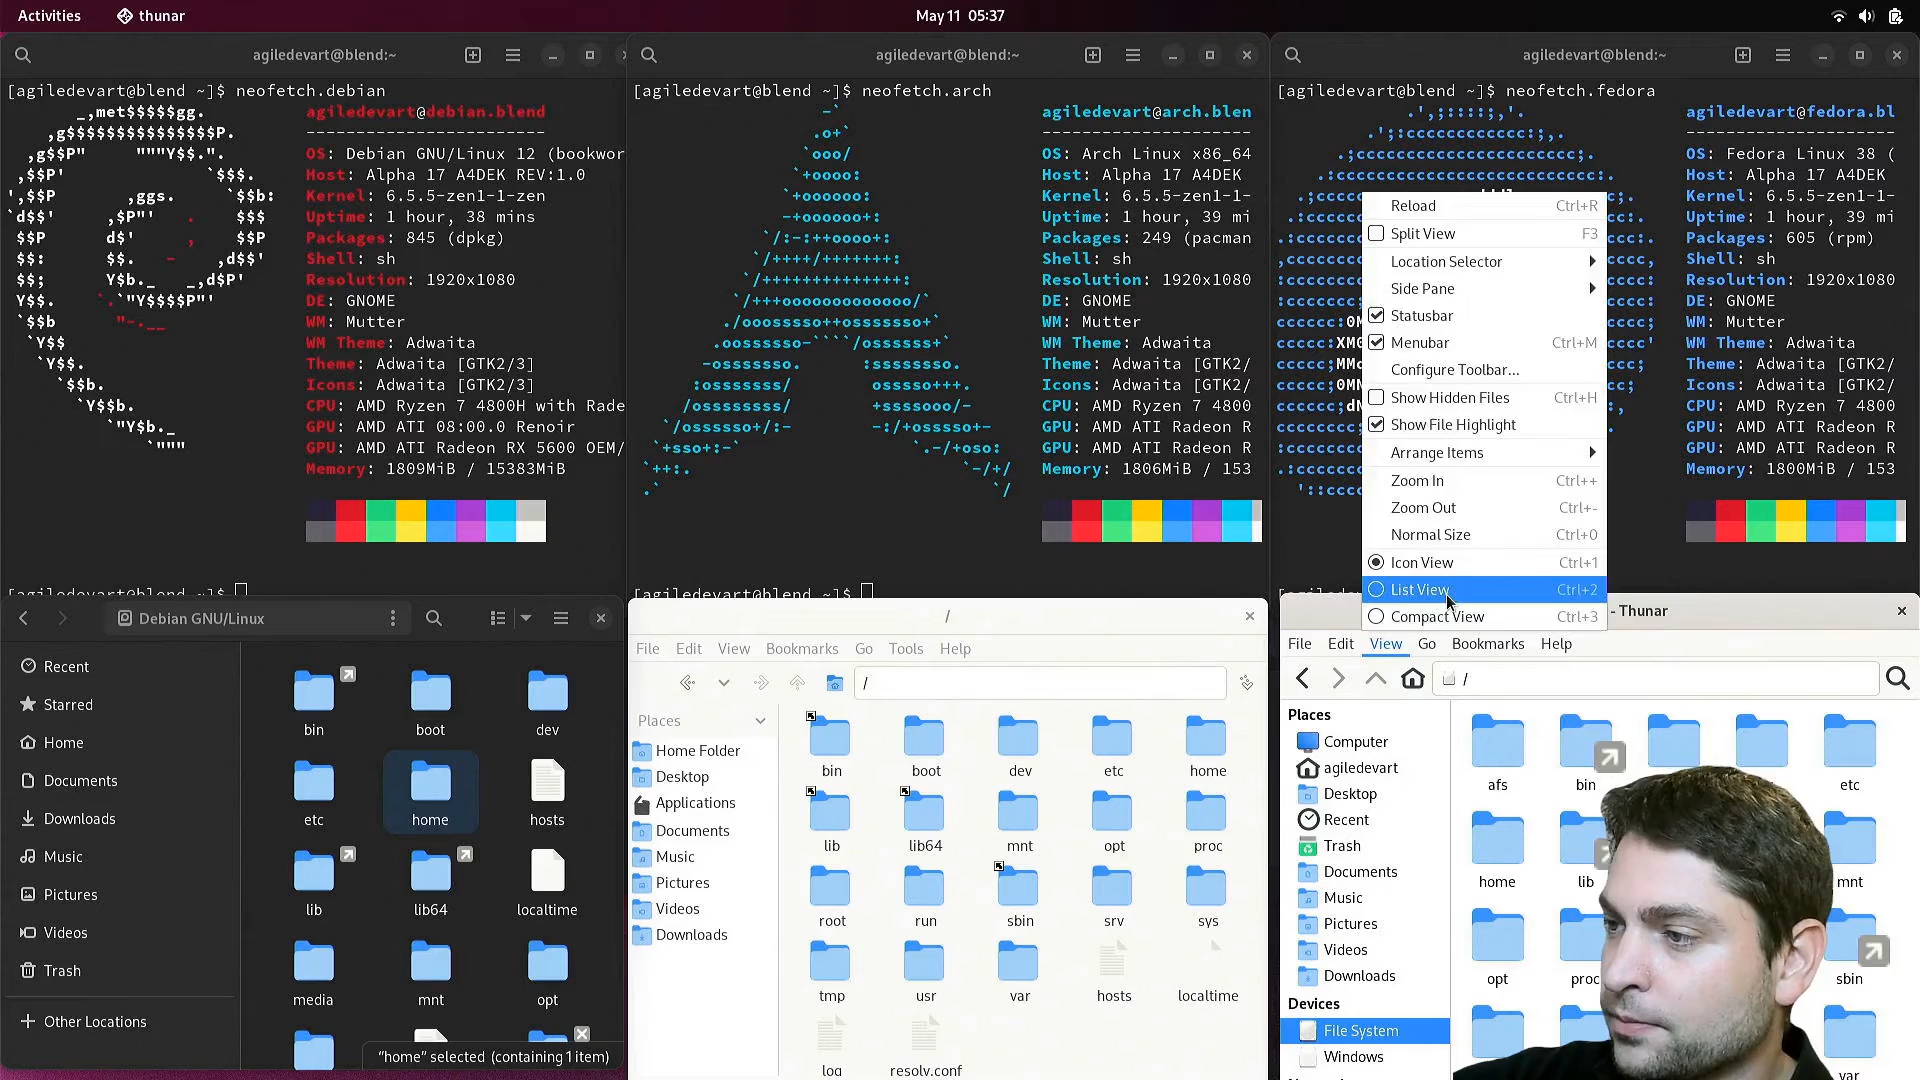 Activities
thunar
May 11 05:37
agiledevart@blend:~
agiledevart@blend:~
agiledevart@blend:~
[agiledevart@blend ~]$ neofetch.debian
agiledevart@debian.blend
------------------------
OS: Debian GNU/Linux 12 (bookwor
Host: Alpha 17 A4DEK REV:1.0
Kernel: 6.5.5-zen1-1-zen
Uptime: 1 hour, 38 mins
Packages: 845 (dpkg)
Shell: sh
Resolution: 1920x1080
DE: GNOME
WM: Mutter
WM Theme: Adwaita
Theme: Adwaita [GTK2/3]
Icons: Adwaita [GTK2/3]
CPU: AMD Ryzen 7 4800H with Rade
GPU: AMD ATI 08:00.0 Renoir
GPU: AMD ATI Radeon RX 5600 OEM/
Memory: 1809MiB / 15383MiB
[agiledevart@blend ~]$
[agiledevart@blend ~]$ neofetch.arch
agiledevart@arch.blen
---------------------
OS: Arch Linux x86_64
Host: Alpha 17 A4DEK
Kernel: 6.5.5-zen1-1-
Uptime: 1 hour, 39 mi
Packages: 249 (pacman
Shell: sh
Resolution: 1920x1080
DE: GNOME
WM: Mutter
WM Theme: Adwaita
Theme: Adwaita [GTK2/
Icons: Adwaita [GTK2/
CPU: AMD Ryzen 7 4800
GPU: AMD ATI Radeon R
GPU: AMD ATI Radeon R
Memory: 1806MiB / 153
[agiledevart@blend ~]$
[agiledevart@blend ~]$ neofetch.fedora
agiledevart@fedora.bl
---------------------
OS: Fedora Linux 38 (
Host: Alpha 17 A4DEK
Kernel: 6.5.5-zen1-1-
Uptime: 1 hour, 39 mi
Packages: 605 (rpm)
Shell: sh
Resolution: 1920x1080
DE: GNOME
WM: Mutter
WM Theme: Adwaita
Theme: Adwaita [GTK2/
Icons: Adwaita [GTK2/
CPU: AMD Ryzen 7 4800
GPU: AMD ATI Radeon R
GPU: AMD ATI Radeon R
Memory: 1800MiB / 153
Reload Ctrl+R
Split View F3
Location Selector
Side Pane
Statusbar
Menubar Ctrl+M
Configure Toolbar...
Show Hidden Files Ctrl+H
Show File Highlight
Arrange Items
Zoom In Ctrl++
Zoom Out Ctrl+-
Normal Size Ctrl+0
Icon View Ctrl+1
List View Ctrl+2
Compact View Ctrl+3
Debian GNU/Linux
Recent
Starred
Home
Documents
Downloads
Music
Pictures
Videos
Trash
Other Locations
bin boot dev
etc home hosts
lib lib64 localtime
media mnt opt
"home" selected (containing 1 item)
/
File Edit View Bookmarks Go Tools Help
/
Places
Home Folder
Desktop
Applications
Documents
Music
Pictures
Videos
Downloads
bin boot dev etc home
lib lib64 mnt opt proc
root run sbin srv sys
tmp usr var hosts localtime
log resolv.conf
- Thunar
File Edit View Go Bookmarks Help
/
Places
Computer
agiledevart
Desktop
Recent
Trash
Documents
Music
Pictures
Videos
Downloads
Devices
File System
Windows
afs bin etc
home lib mnt
opt proc sbin
var